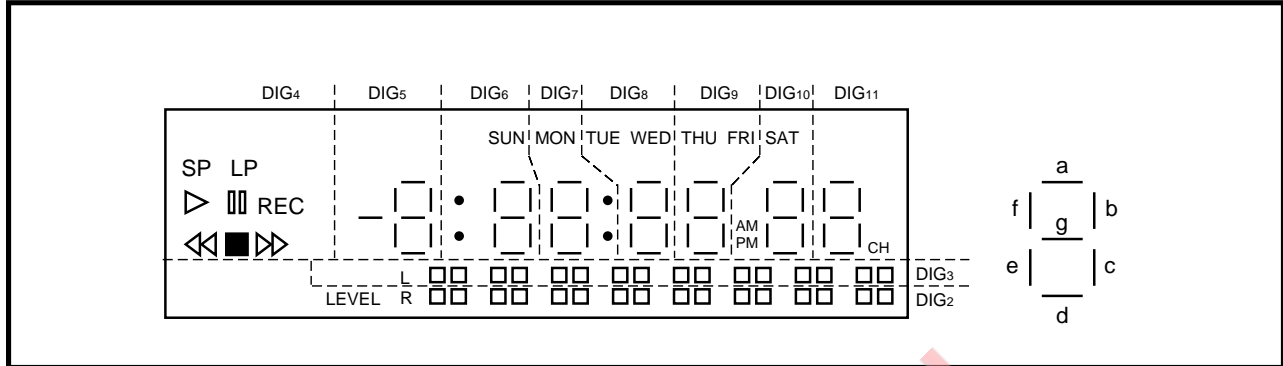 DIG4 DIG5 DIG6 DIG7 DIG8 DIG9 DIG10 DIG11
SUN MON TUE WED THU FRI SAT
SP LP
REC
AM
PM
CH
L
DIG3
LEVEL R
DIG2
a
f b
g
e c
d